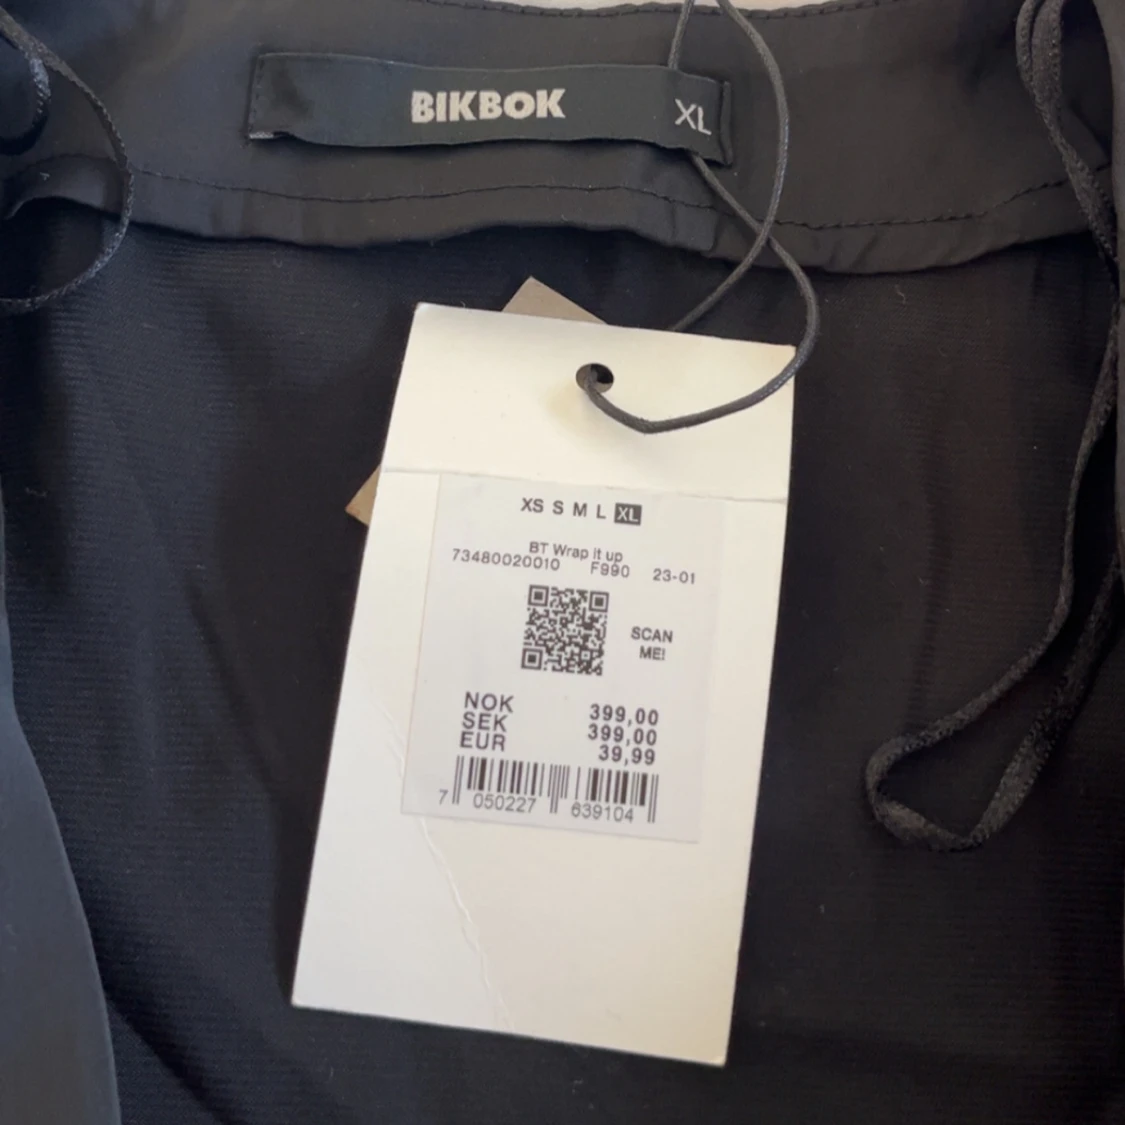 BIKBOK
XL
XS S M L XL
BT Wrap it up
73480020010 F990 23-01
SCAN
ME!
NOK 399,00
SEK 399,00
EUR 39,99
7 050227 639104